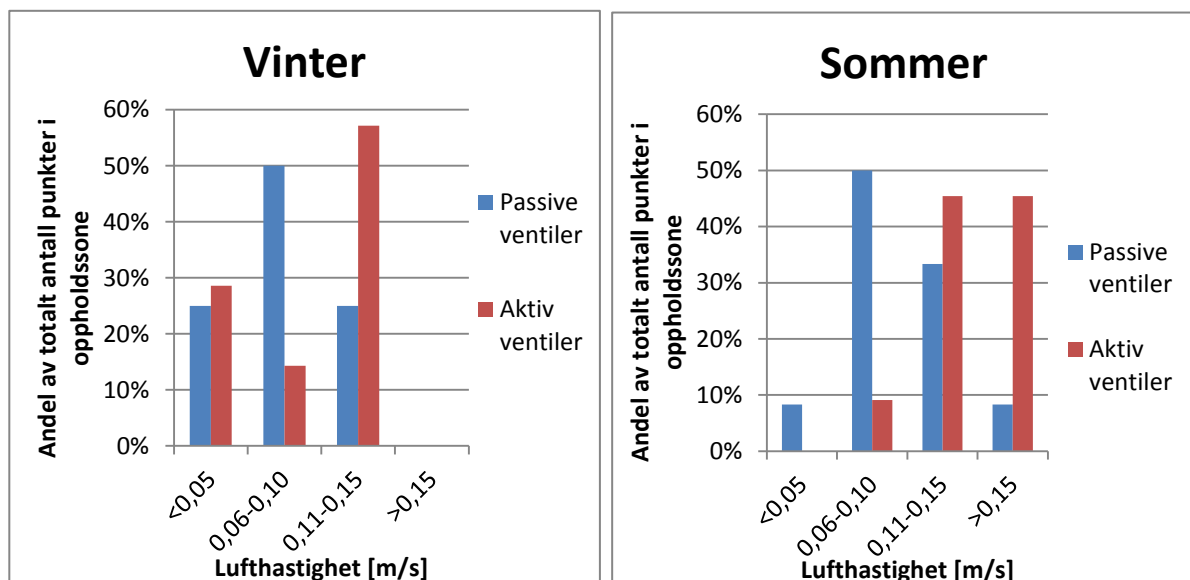 Vinter
Andel av totalt antall punkter i
oppholdssone
60%
50%
40%
30%
20%
10%
0%
<0,05
0,06-0,10
0,11-0,15
>0,15
Lufthastighet [m/s]
Passive
ventiler
Aktiv
ventiler
Sommer
Andel av totalt antall punkter i
oppholdssone
60%
50%
40%
30%
20%
10%
0%
<0,05
0,06-0,10
0,11-0,15
>0,15
Lufthastighet [m/s]
Passive
ventiler
Aktiv
ventiler